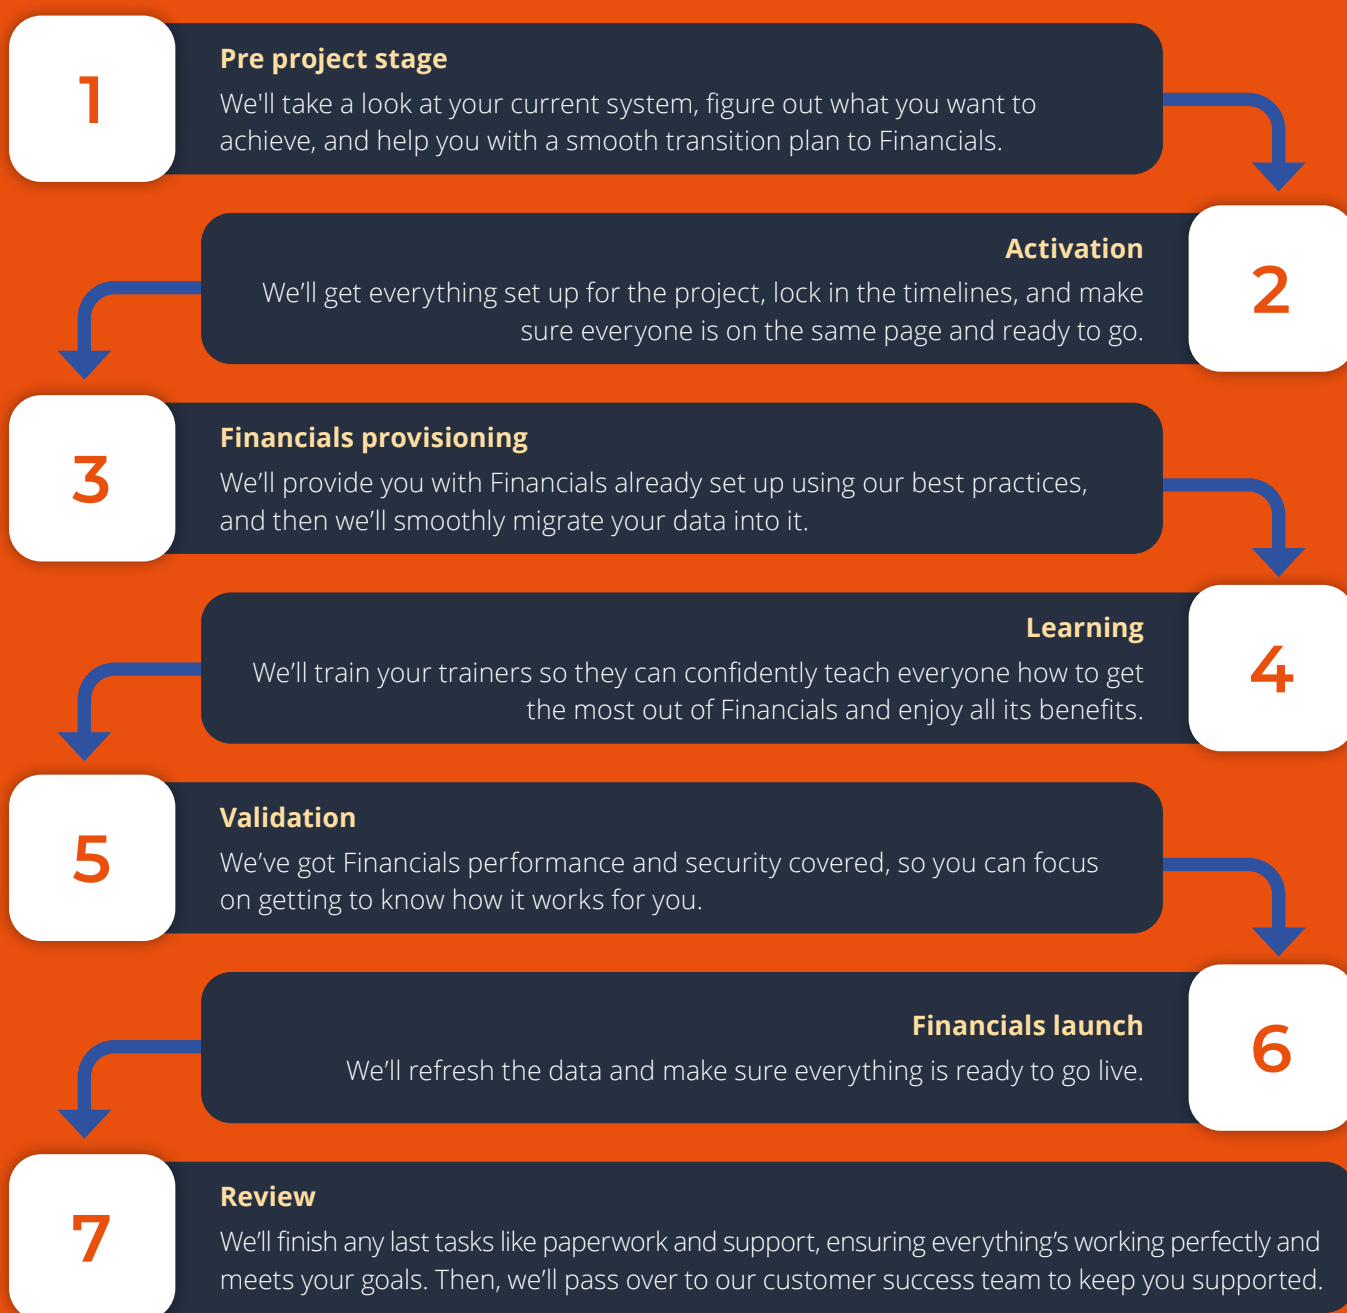 1
Pre project stage
We'll take a look at your current system, figure out what you want to
achieve, and help you with a smooth transition plan to Financials.
Activation
We’ll get everything set up for the project, lock in the timelines, and make
sure everyone is on the same page and ready to go.
2
3
Financials provisioning
We’ll provide you with Financials already set up using our best practices,
and then we’ll smoothly migrate your data into it.
Learning
We’ll train your trainers so they can confidently teach everyone how to get
the most out of Financials and enjoy all its benefits.
4
5
Validation
We’ve got Financials performance and security covered, so you can focus
on getting to know how it works for you.
Financials launch
We’ll refresh the data and make sure everything is ready to go live.
6
7
Review
We’ll finish any last tasks like paperwork and support, ensuring everything’s working perfectly and
meets your goals. Then, we’ll pass over to our customer success team to keep you supported.